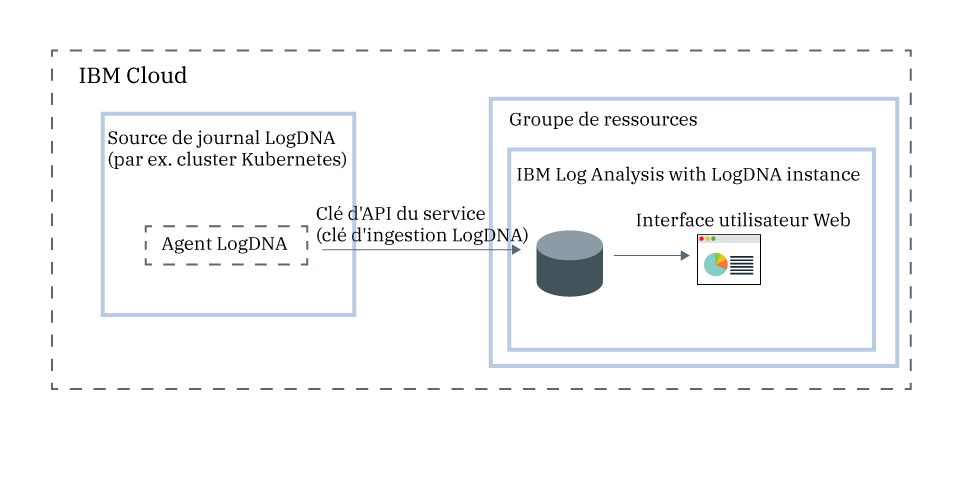 IBM Cloud
Source de journal LogDNA
(par ex. cluster Kubernetes)
Agent LogDNA
Clé d'API du service
(clé d'ingestion LogDNA)
Groupe de ressources
IBM Log Analysis with LogDNA instance
Interface utilisateur Web